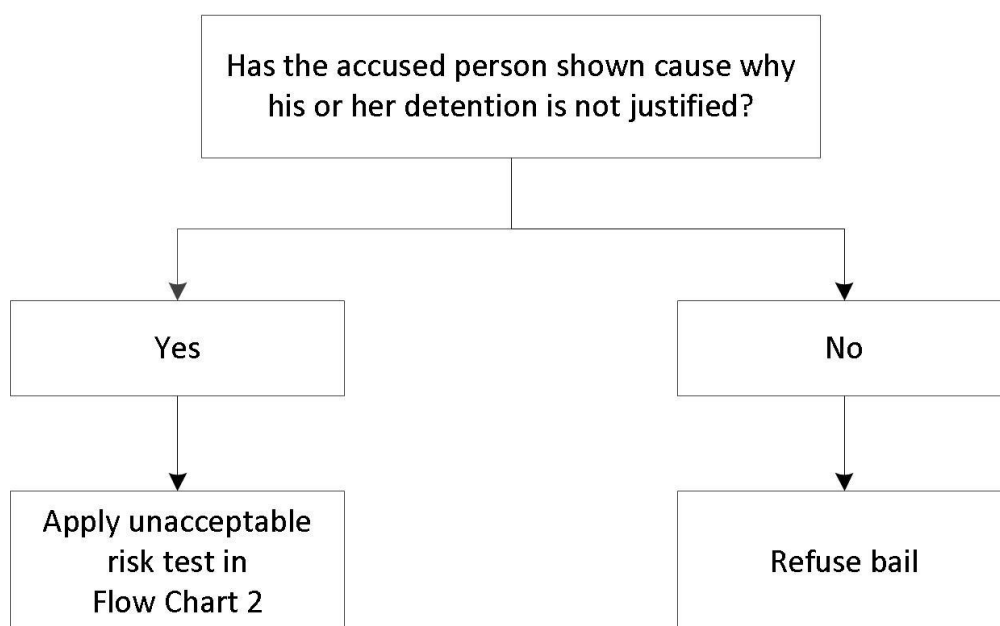 Has the accused person shown cause why
his or her detention is not justified?
Yes
No
Apply unacceptable
risk test in
Flow Chart 2
Refuse bail